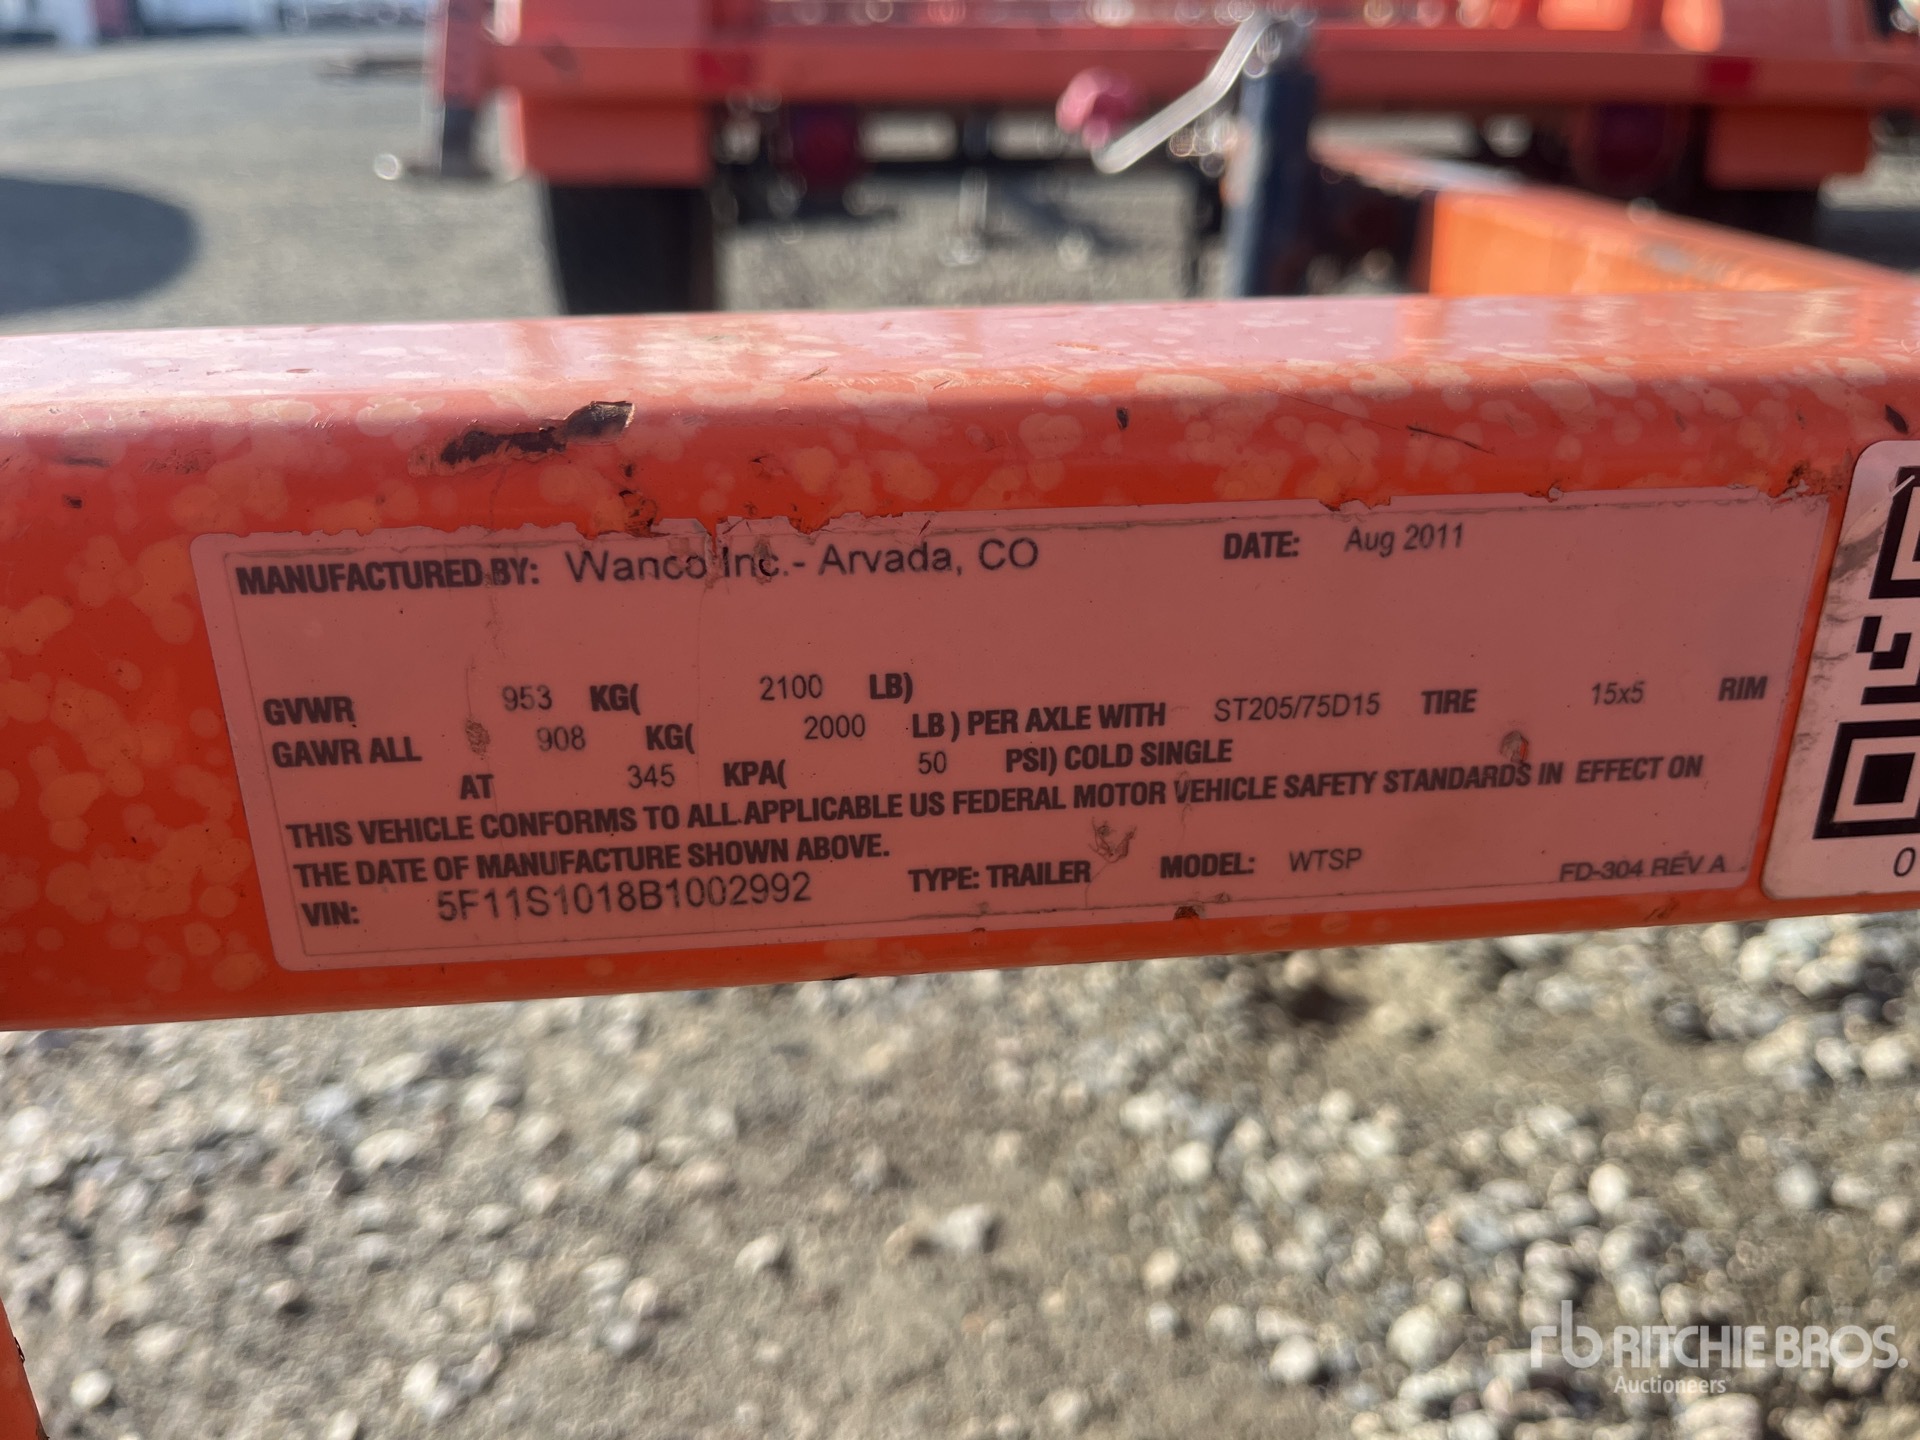 MANUFACTURED BY: Wanco Inc.- Arvada, CO DATE: Aug 2011
GVWR 953 KG( 2100 LB)
GAWR ALL 908 KG( 2000 LB ) PER AXLE WITH ST205/75D15 TIRE 15x5 RIM
AT 345 KPA( 50 PSI) COLD SINGLE
THIS VEHICLE CONFORMS TO ALL APPLICABLE US FEDERAL MOTOR VEHICLE SAFETY STANDARDS IN EFFECT ON
THE DATE OF MANUFACTURE SHOWN ABOVE.
VIN: 5F11S1018B1002992 TYPE: TRAILER MODEL: WTSP FD-304 REV A
0
rb RITCHIE BROS.
Auctioneers